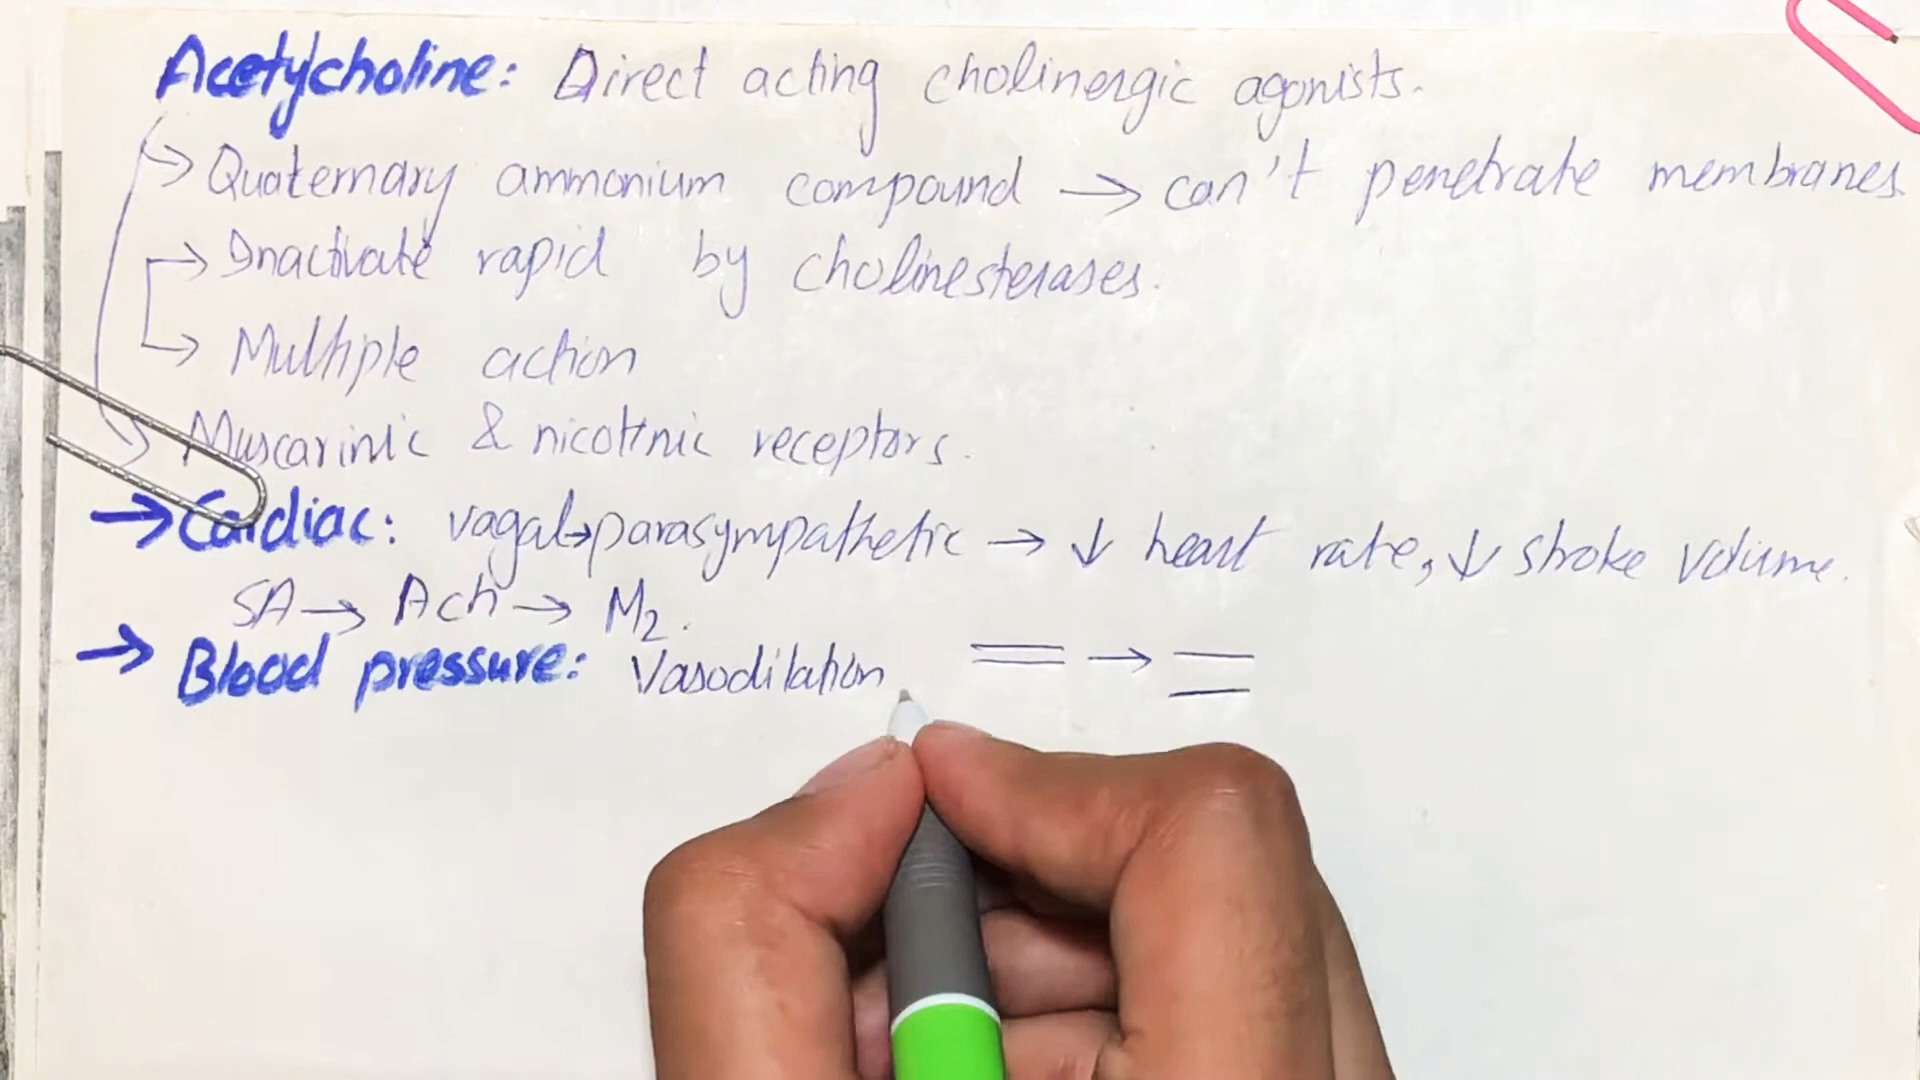 Acetylcholine: Direct acting cholinergic agonists.
→ Quaternary ammonium compound → can't penetrate membranes
→ Inactivate rapid by cholinesterases.
→ Multiple action
→ Muscarinic & nicotinic receptors.
→ Cardiac: vagal→parasympathetic → ↓ heart rate, ↓ stroke volume.
SA → Ach → M₂.
→ Blood pressure: Vasodilation →